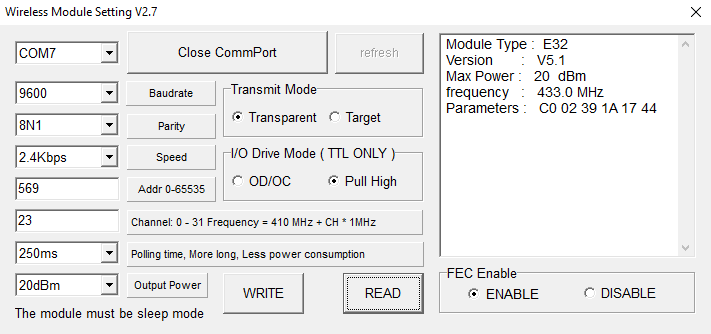 Wireless Module Setting V2.7
COM7
Close CommPort
refresh
9600
Baudrate
8N1
Parity
2.4Kbps
Speed
569
Addr 0-65535
23
Channel: 0 - 31 Frequency = 410 MHz + CH * 1MHz
250ms
Polling time, More long, Less power consumption
20dBm
Output Power
The module must be sleep mode
Transmit Mode
Transparent
Target
I/O Drive Mode ( TTL ONLY )
OD/OC
Pull High
WRITE
READ
Module Type : E32
Version : V5.1
Max Power : 20 dBm
frequency : 433.0 MHz
Parameters : C0 02 39 1A 17 44
FEC Enable
ENABLE
DISABLE